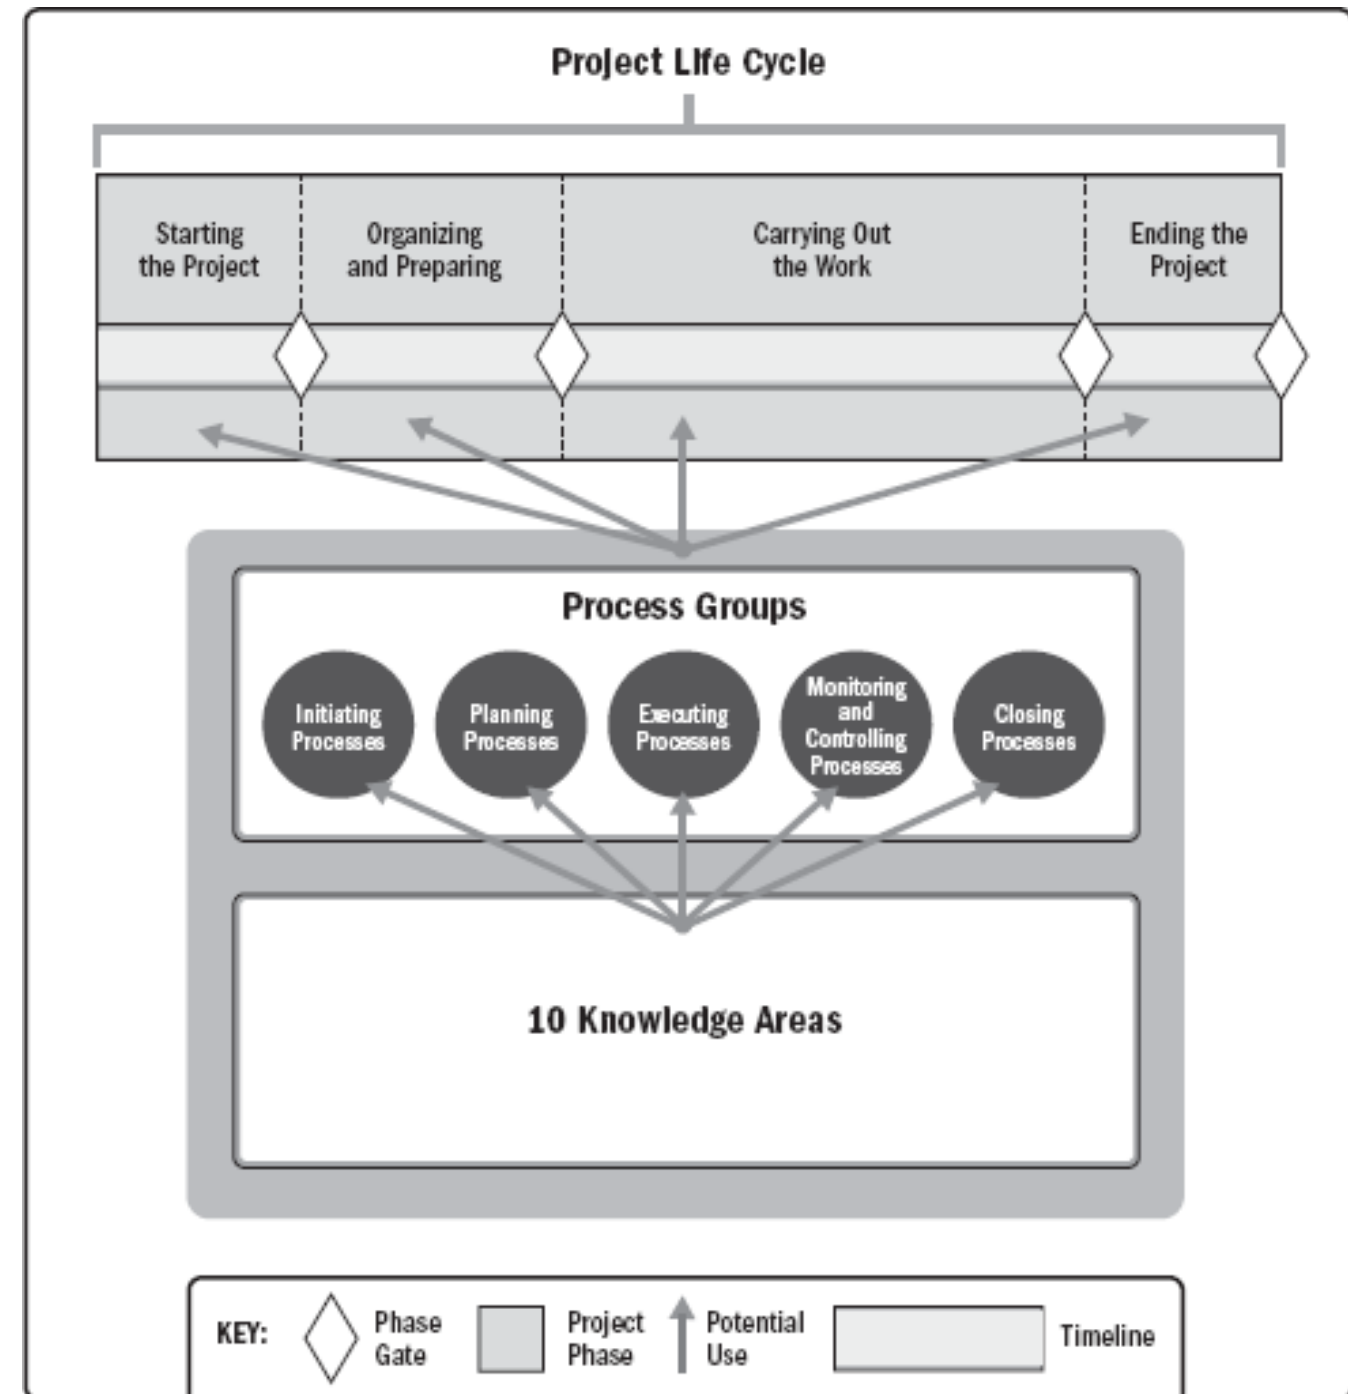 Project Life Cycle
Starting
the Project
Organizing
and Preparing
Carrying Out
the Work
Ending the
Project
Process Groups
Initiating
Processes
Planning
Processes
Executing
Processes
Monitoring
and
Controlling
Processes
Closing
Processes
10 Knowledge Areas
KEY:
Phase
Gate
Project
Phase
Potential
Use
Timeline